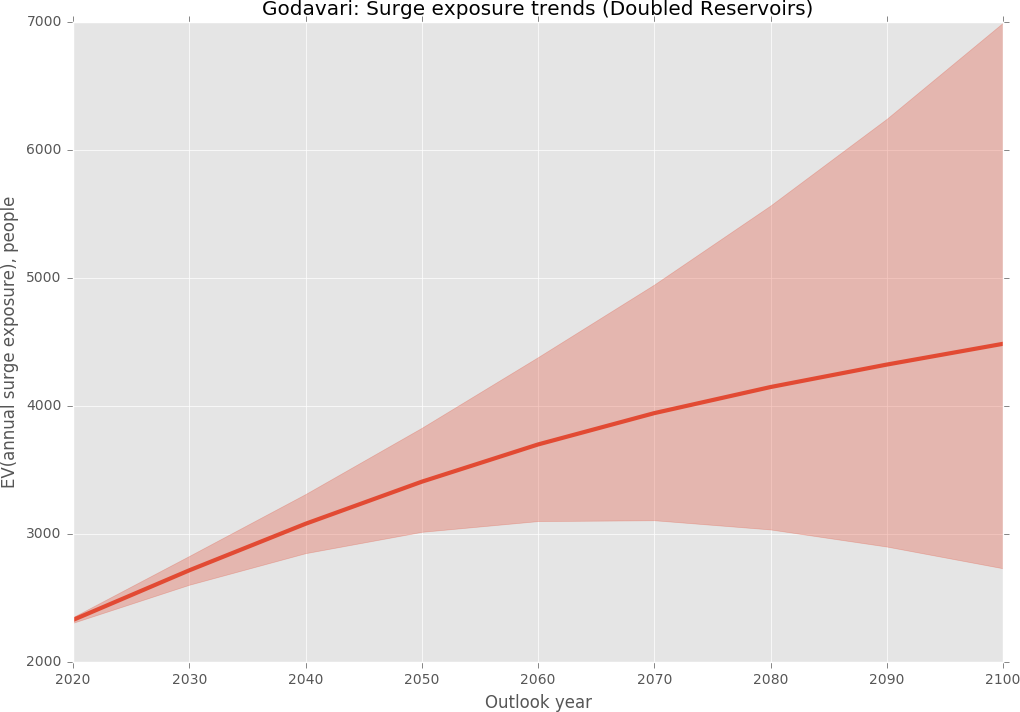 Godavari: Surge exposure trends (Doubled Reservoirs)
7000
6000
5000
4000
3000
2000
EV(annual surge exposure), people
2020 2030 2040 2050 2060 2070 2080 2090 2100
Outlook year